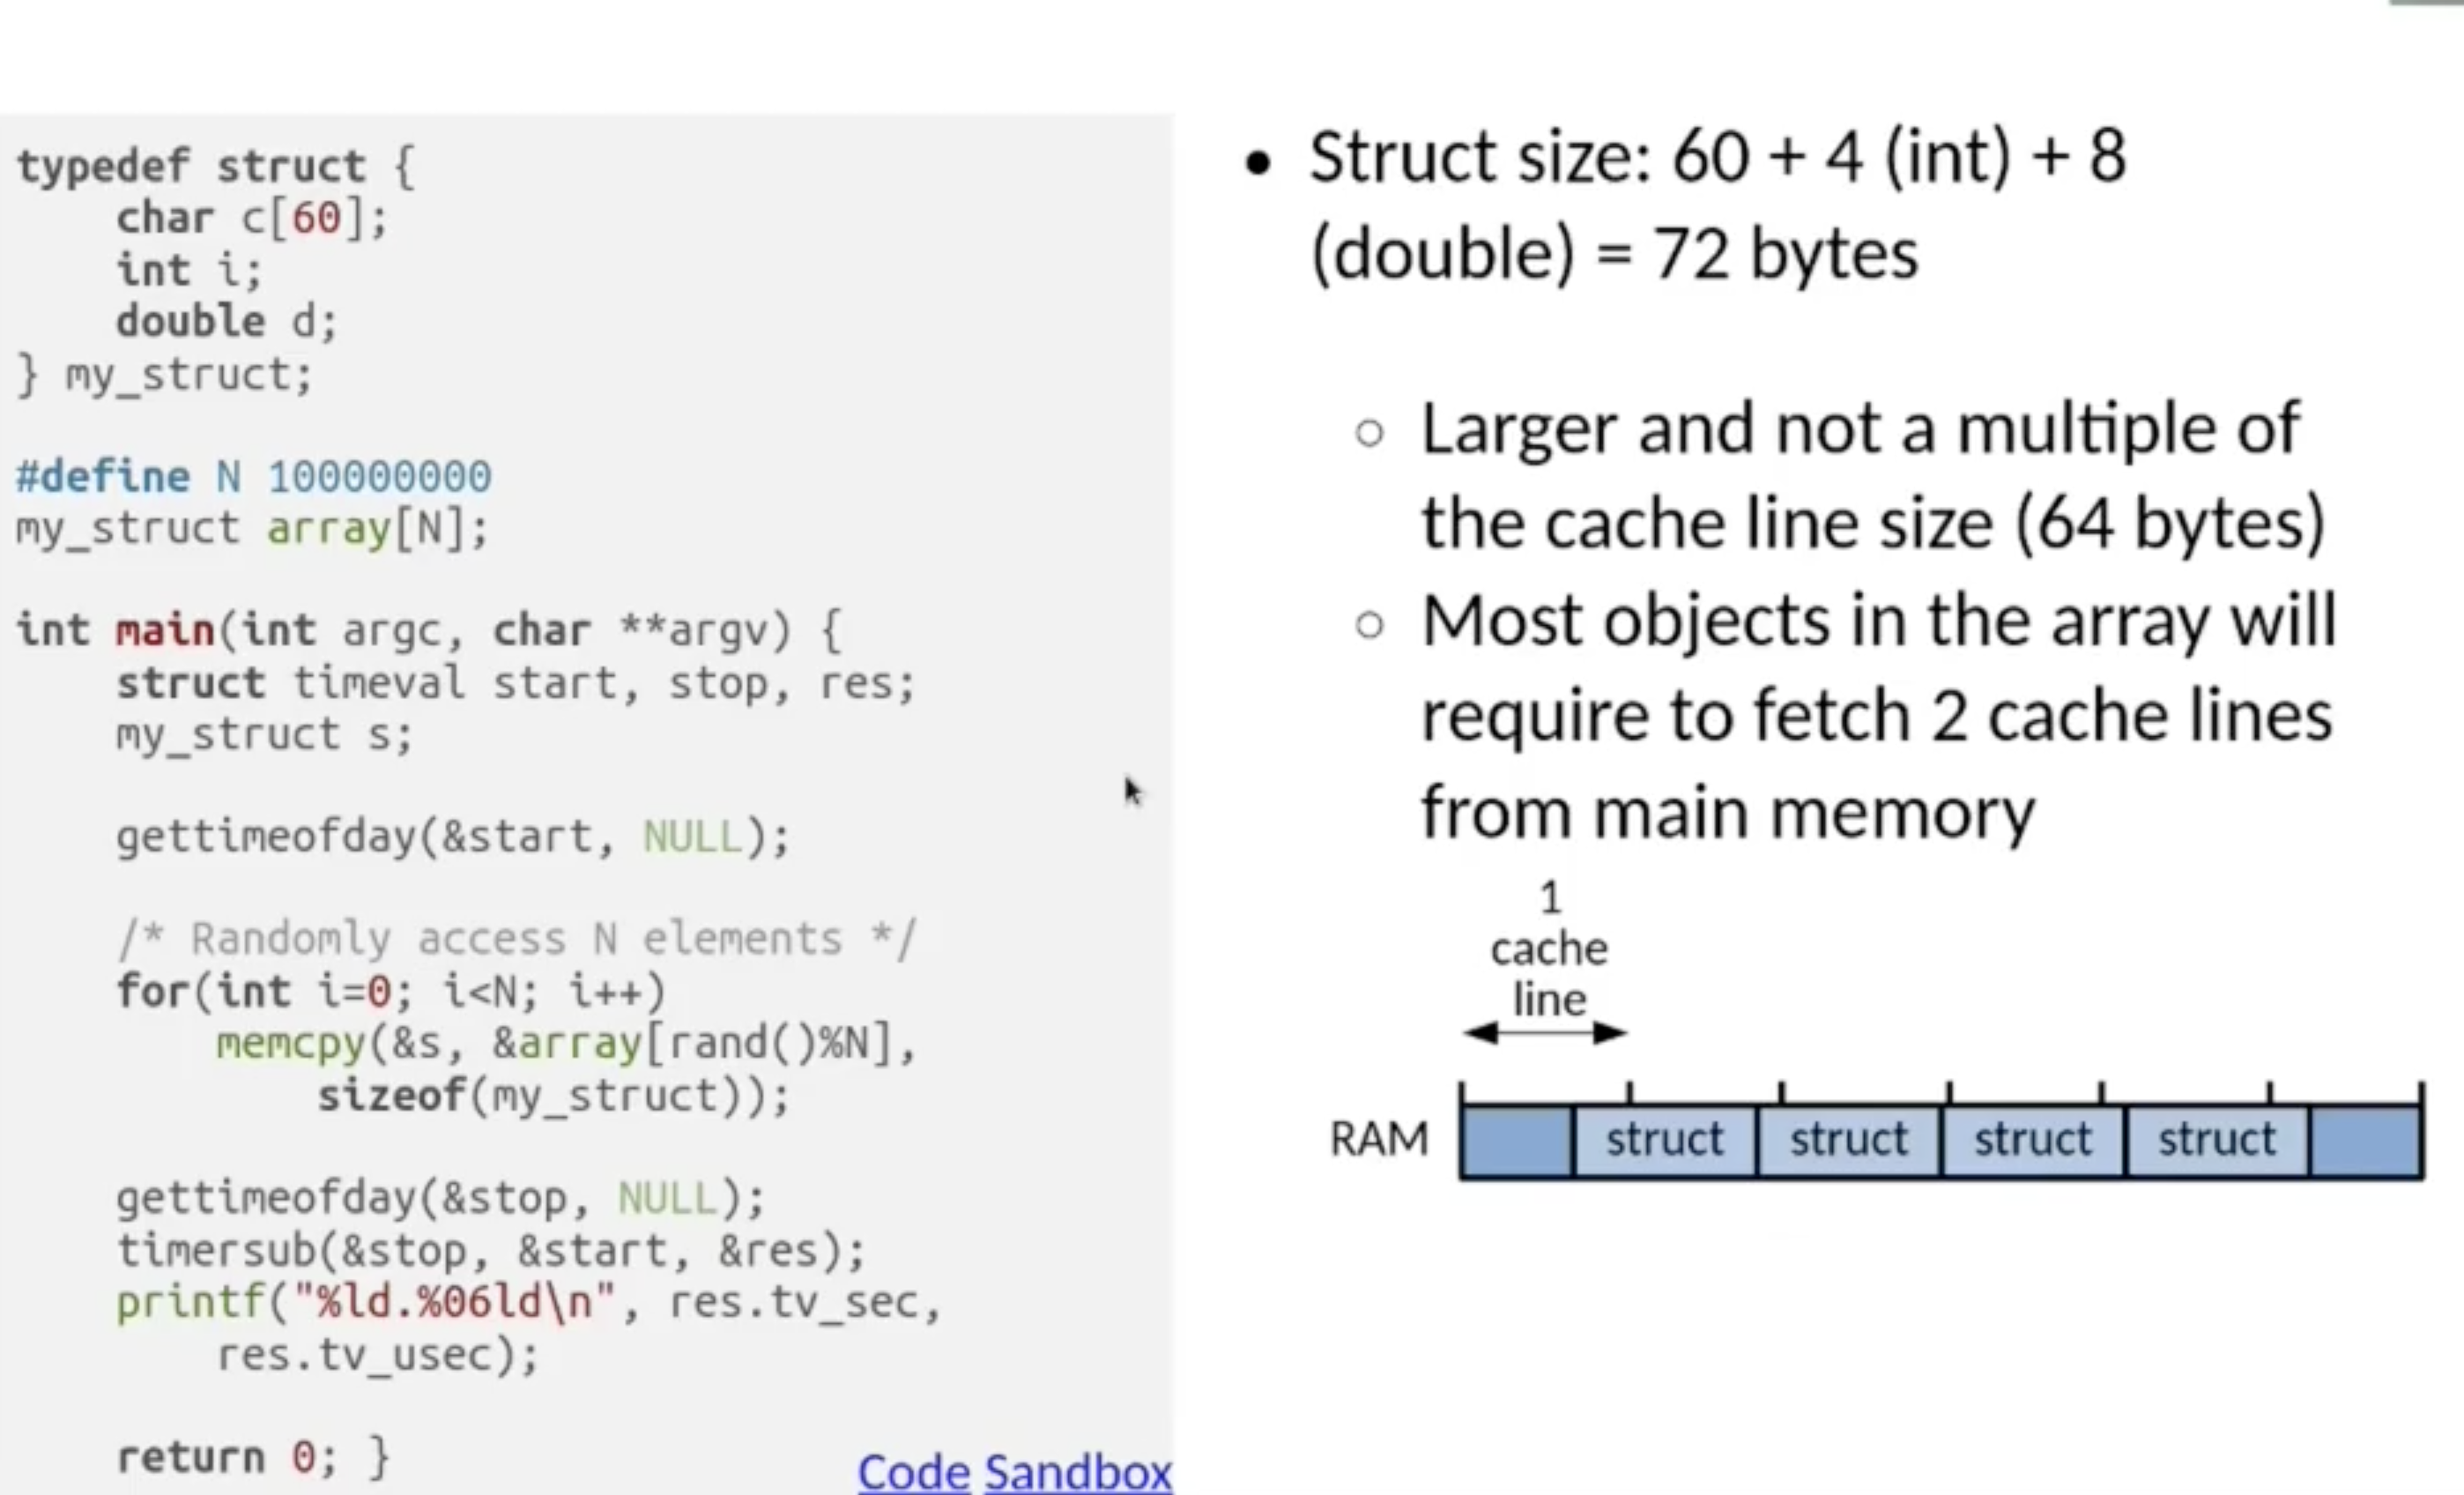 typedef struct {
    char c[60];
    int i;
    double d;
} my_struct;

#define N 100000000
my_struct array[N];

int main(int argc, char **argv) {
    struct timeval start, stop, res;
    my_struct s;

    gettimeofday(&start, NULL);

    /* Randomly access N elements */
    for(int i=0; i<N; i++)
        memcpy(&s, &array[rand()%N],
            sizeof(my_struct));

    gettimeofday(&stop, NULL);
    timersub(&stop, &start, &res);
    printf("%ld.%06ld\n", res.tv_sec,
        res.tv_usec);

    return 0; }
Code Sandbox
• Struct size: 60 + 4 (int) + 8
(double) = 72 bytes
○ Larger and not a multiple of
the cache line size (64 bytes)
○ Most objects in the array will
require to fetch 2 cache lines
from main memory
1
cache
line
RAM struct struct struct struct